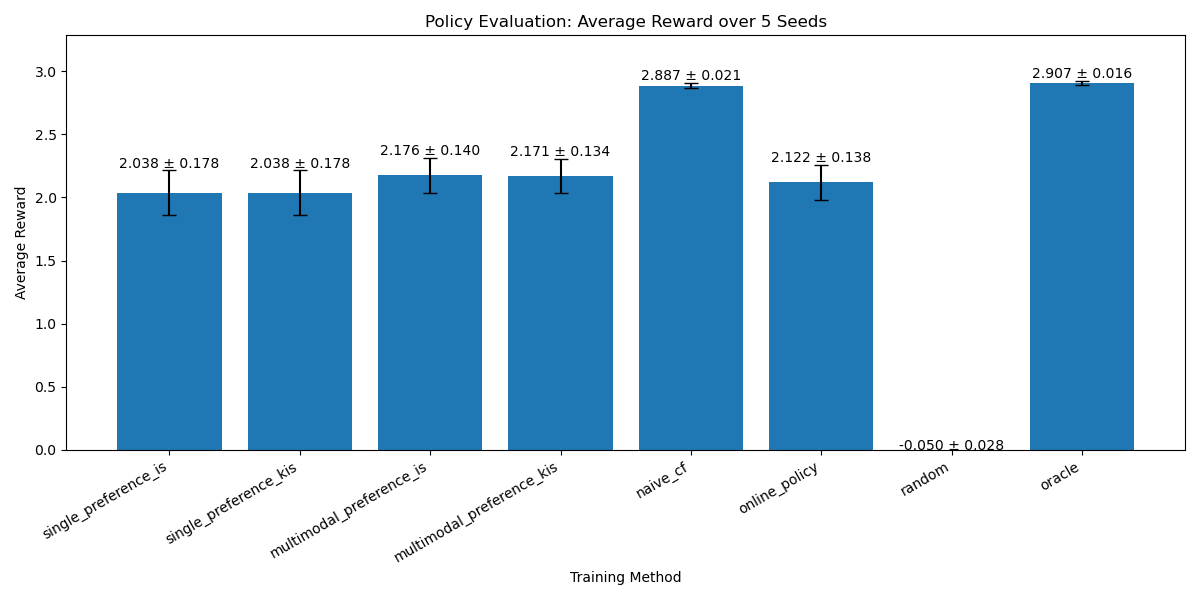 Policy Evaluation: Average Reward over 5 Seeds
Average Reward
3.0
2.5
2.0
1.5
1.0
0.5
0.0
2.038 ± 0.178
2.038 ± 0.178
2.176 ± 0.140
2.171 ± 0.134
2.887 ± 0.021
2.122 ± 0.138
-0.050 ± 0.028
2.907 ± 0.016
single_preference_is
single_preference_kis
multimodal_preference_is
multimodal_preference_kis
naive_cf
online_policy
random
oracle
Training Method